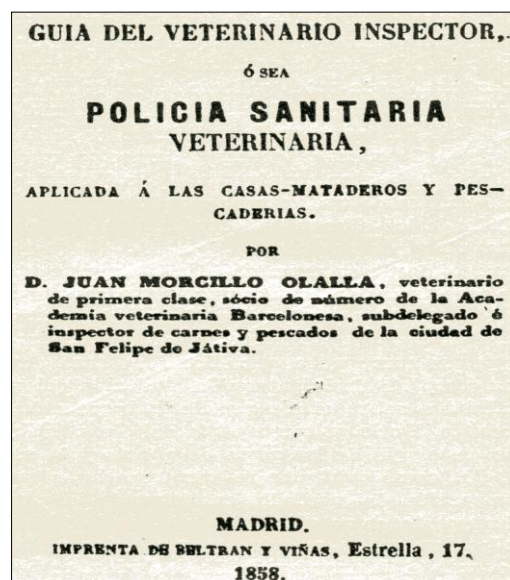 GUIA DEL VETERINARIO INSPECTOR,
Ó SEA
POLICIA SANITARIA
VETERINARIA,
APLICADA Á LAS CASAS-MATADEROS Y PES-
CADERIAS.
POR
D. JUAN MORCILLO OLALLA, veterinario
de primera clase, sócio de número de la Aca-
demia veterinaria Barcelonesa, subdelegado é
inspector de carnes y pescados de la ciudad de
San Felipe de Játiva.
MADRID.
IMPRENTA DE BELTRAN Y VIÑAS, Estrella, 17.
1858.